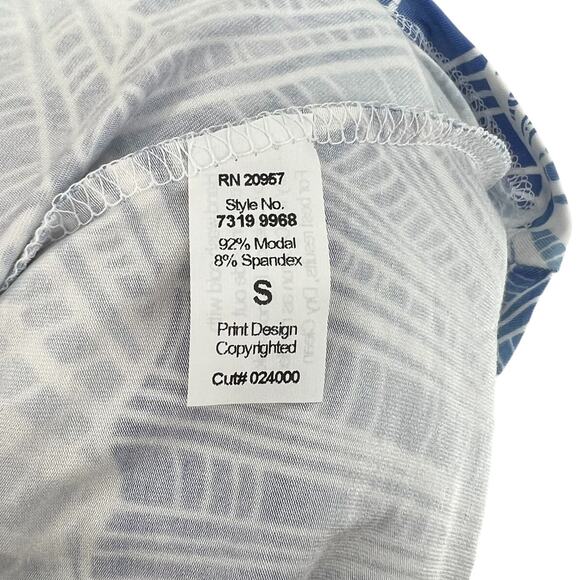 RN 20957
Style No.
7319 9968
92% Modal
8% Spandex
S
Print Design
Copyrighted
Cut# 024000